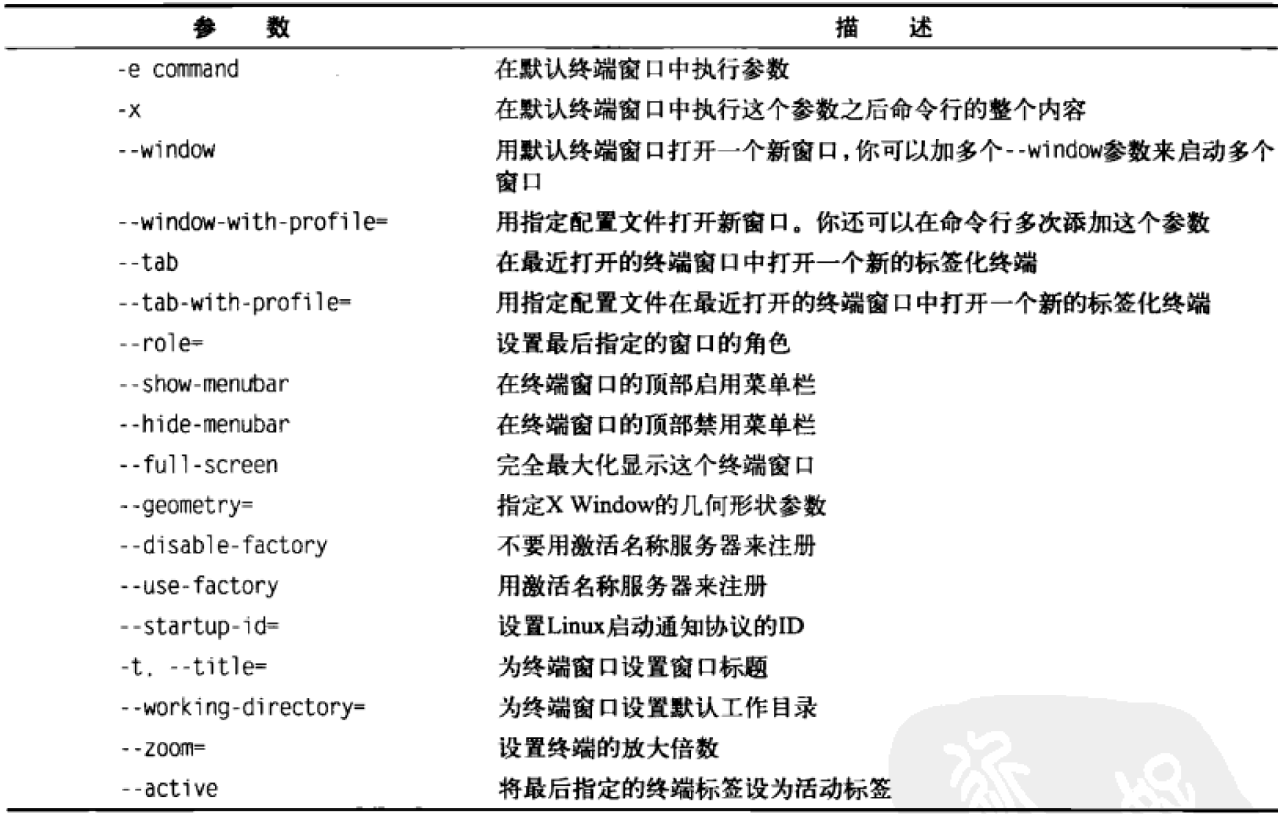 参 数 描 述
-e command 在默认终端窗口中执行参数
-x 在默认终端窗口中执行这个参数之后命令行的整个内容
--window 用默认终端窗口打开一个新窗口,你可以加多个--window参数来启动多个
窗口
--window-with-profile= 用指定配置文件打开新窗口。你还可以在命令行多次添加这个参数
--tab 在最近打开的终端窗口中打开一个新的标签化终端
--tab-with-profile= 用指定配置文件在最近打开的终端窗口中打开一个新的标签化终端
--role= 设置最后指定的窗口的角色
--show-menubar 在终端窗口的顶部启用菜单栏
--hide-menubar 在终端窗口的顶部禁用菜单栏
--full-screen 完全最大化显示这个终端窗口
--geometry= 指定X Window的几何形状参数
--disable-factory 不要用激活名称服务器来注册
--use-factory 用激活名称服务器来注册
--startup-id= 设置Linux启动通知协议的ID
-t, --title= 为终端窗口设置窗口标题
--working-directory= 为终端窗口设置默认工作目录
--zoom= 设置终端的放大倍数
--active 将最后指定的终端标签设为活动标签